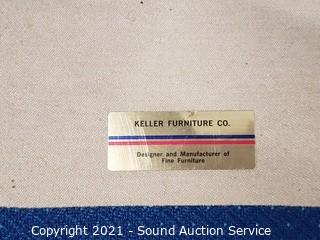 KELLER FURNITURE CO.
Designer and Manufacturer of
Fine Furniture
Copyright 2021 - Sound Auction Service